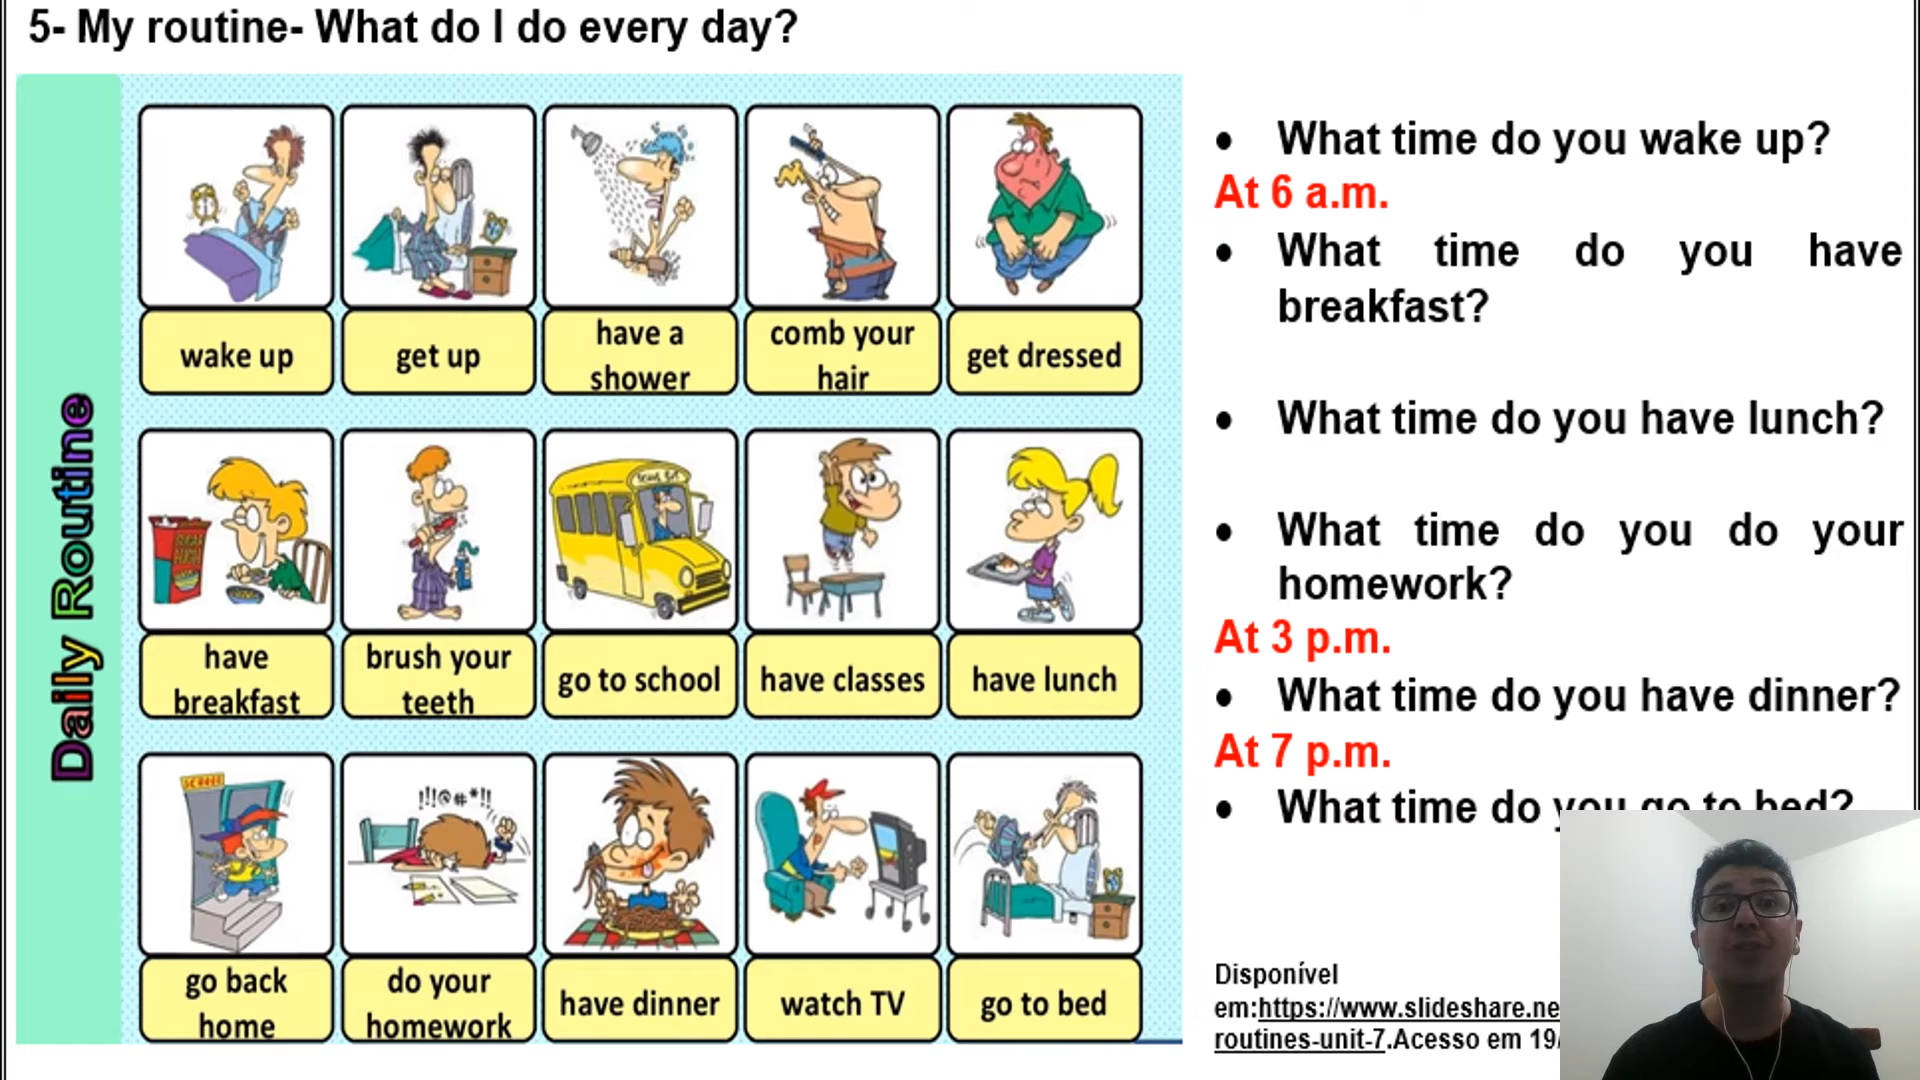 5- My routine- What do I do every day?
Daily Routine
wake up
get up
have a
shower
comb your
hair
get dressed
have
breakfast
brush your
teeth
go to school
have classes
have lunch
SCHOOL
!!!@#*!!
go back
home
do your
homework
have dinner
watch TV
go to bed
• What time do you wake up?
At 6 a.m.
• What time do you have
breakfast?
• What time do you have lunch?
• What time do you do your
homework?
At 3 p.m.
• What time do you have dinner?
At 7 p.m.
• What time do you go to bed?
Disponível
em:https://www.slideshare.ne
routines-unit-7.Acesso em 19/